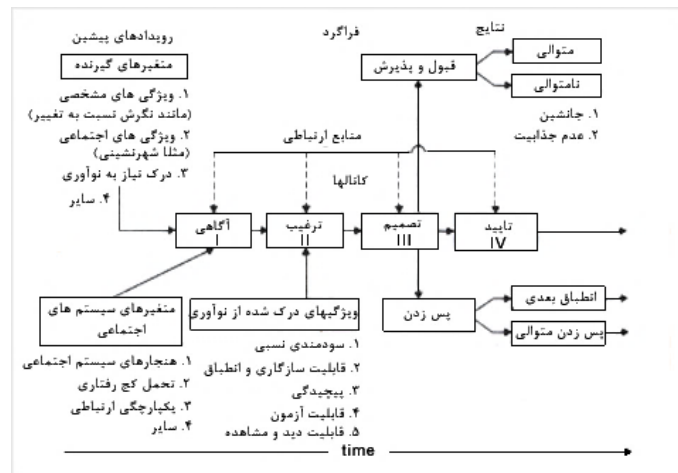 رویدادهای پیشین
فراگرد
نتایج
متغیرهای گیرنده
قبول و پذیرش
متوالی
نامتوالی
۱. ویژگی های مشخصی
(مانند نگرش نسبت به تغییر)
۲. ویژگی های اجتماعی
(مثلا شهرنشینی)
۳. درک نیاز به نوآوری
۴. سایر
۱. جانشین
۲. عدم جذابیت
منابع ارتباطی
کانالها
آگاهی
I
ترغیب
II
تصمیم
III
تایید
IV
متغیرهای سیستم های
اجتماعی
ویژگیهای درک شده از نوآوری
پس زدن
انطباق بعدی
پس زدن متوالی
۱. هنجارهای سیستم اجتماعی
۲. تحمل کج رفتاری
۳. یکپارچگی ارتباطی
۴. سایر
۱. سودمندی نسبی
۲. قابلیت سازگاری و انطباق
۳. پیچیدگی
۴. قابلیت آزمون
۵. قابلیت دید و مشاهده
time